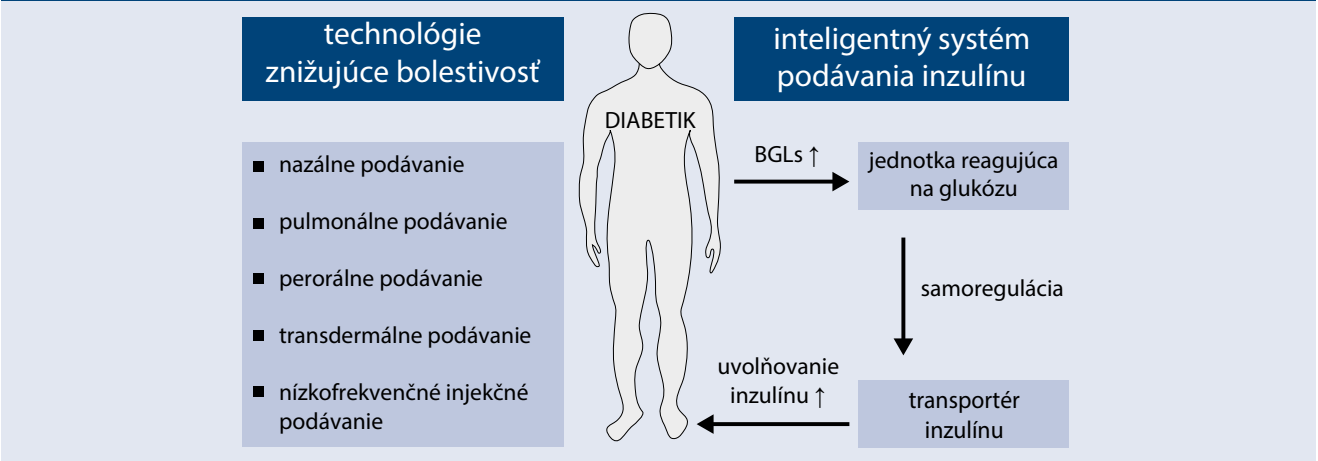 technológie
znižujúce bolestivosť
nazálne podávanie
pulmonálne podávanie
perorálne podávanie
transdermálne podávanie
nízkofrekvenčné injekčné
podávanie
DIABETIK
inteligentný systém
podávania inzulínu
BGLs ↑
jednotka reagujúca
na glukózu
samoregulácia
transportér
inzulínu
uvolňovanie
inzulínu ↑